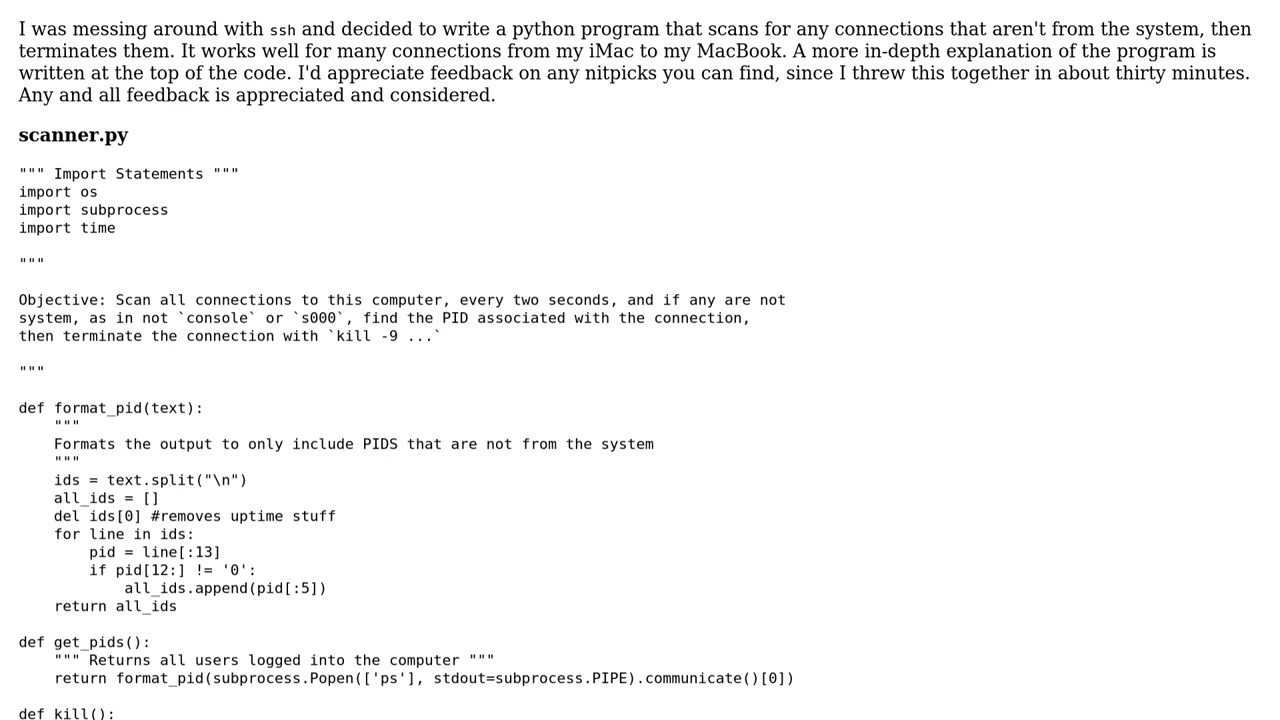 I was messing around with ssh and decided to write a python program that scans for any connections that aren't from the system, then
terminates them. It works well for many connections from my iMac to my MacBook. A more in-depth explanation of the program is
written at the top of the code. I'd appreciate feedback on any nitpicks you can find, since I threw this together in about thirty minutes.
Any and all feedback is appreciated and considered.
scanner.py
""" Import Statements """
import os
import subprocess
import time
"""
Objective: Scan all connections to this computer, every two seconds, and if any are not
system, as in not `console` or `s000`, find the PID associated with the connection,
then terminate the connection with `kill -9 ...`
"""
def format_pid(text):
    """
    Formats the output to only include PIDS that are not from the system
    """
    ids = text.split("\n")
    all_ids = []
    del ids[0] #removes uptime stuff
    for line in ids:
        pid = line[:13]
        if pid[12:] != '0':
            all_ids.append(pid[:5])
    return all_ids
def get_pids():
    """ Returns all users logged into the computer """
    return format_pid(subprocess.Popen(['ps'], stdout=subprocess.PIPE).communicate()[0])
def kill():